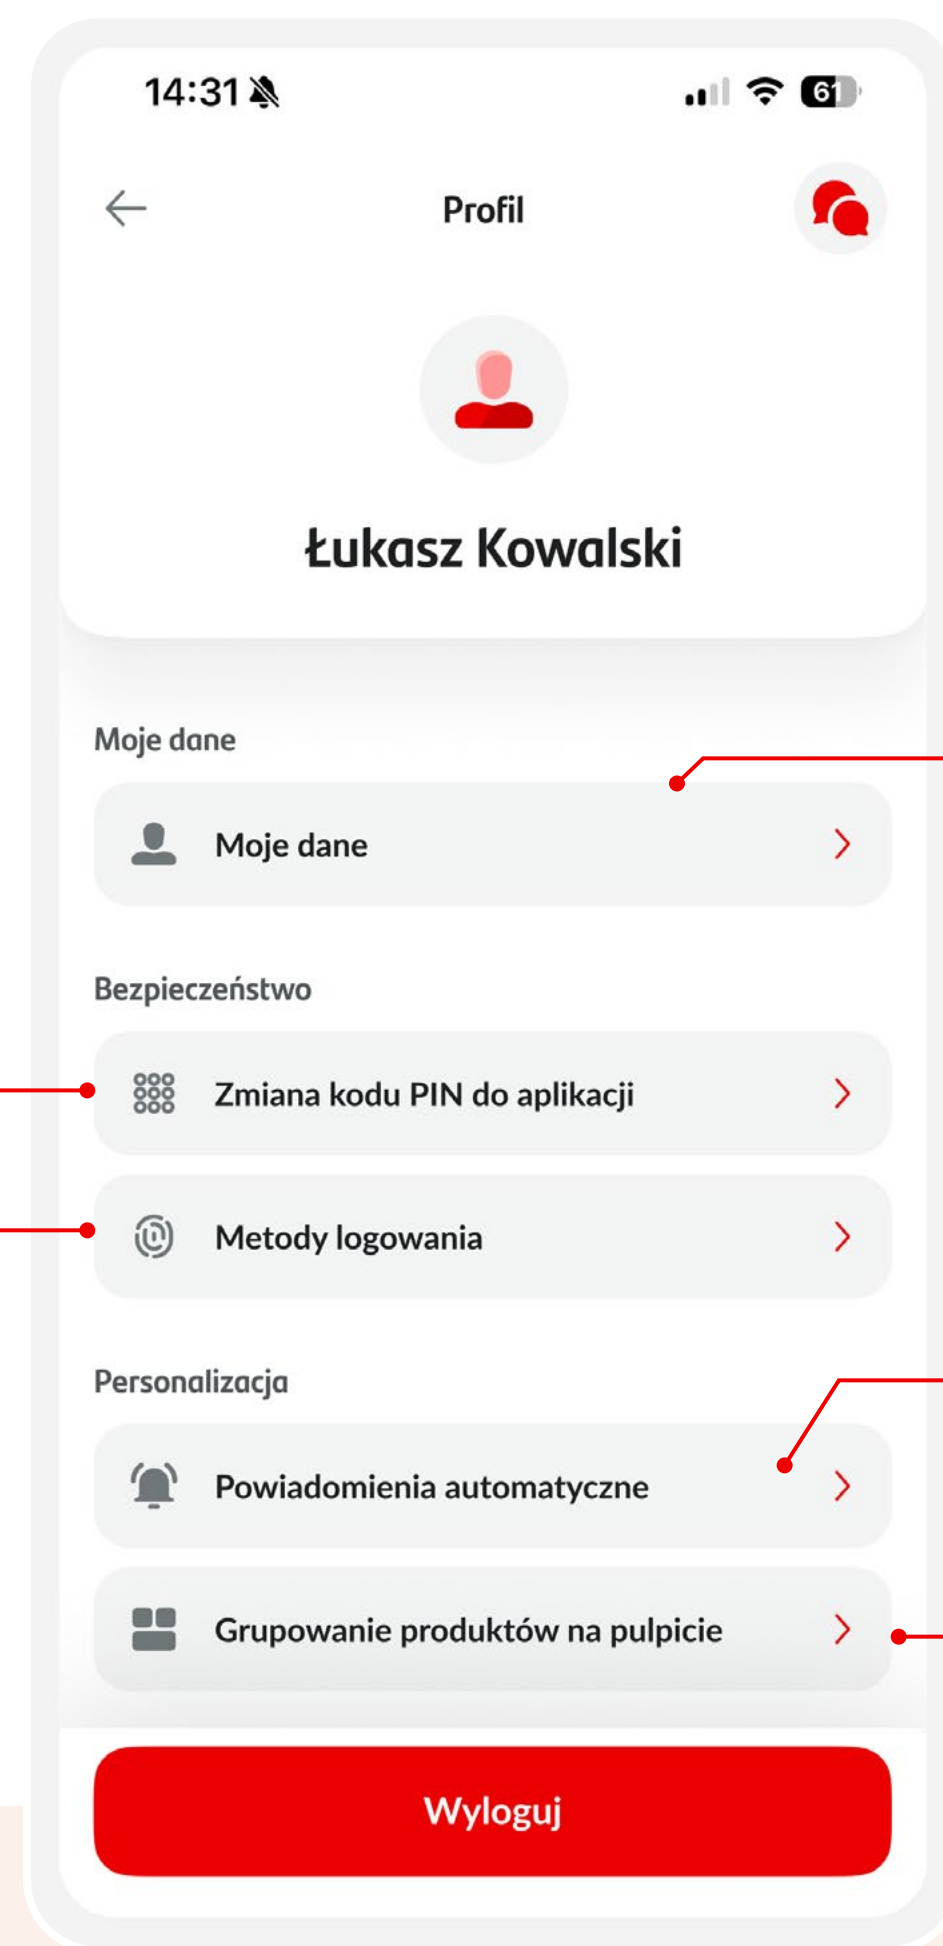 14:31
61
Profil
Łukasz Kowalski
Moje dane
Moje dane
Bezpieczeństwo
Zmiana kodu PIN do aplikacji
Metody logowania
Personalizacja
Powiadomienia automatyczne
Grupowanie produktów na pulpicie
Wyloguj